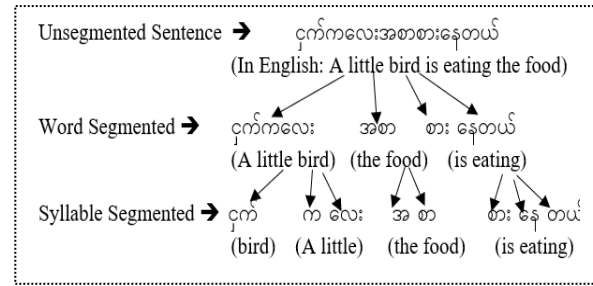 Unsegmented Sentence ➔ ငှက်ကလေးအစာစားနေတယ်
(In English: A little bird is eating the food)
Word Segmented ➔ ငှက်ကလေး အစာ စား နေတယ်
(A little bird) (the food) (is eating)
Syllable Segmented ➔ ငှက် က လေး အ စာ စား နေ တယ်
(bird) (A little) (the food) (is eating)